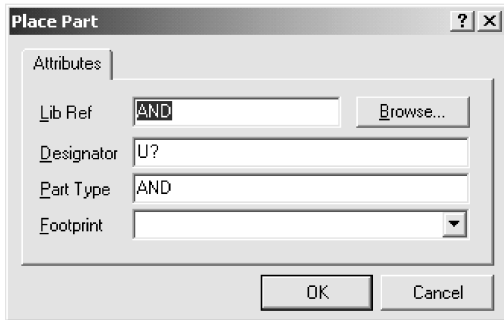 Place Part ? ×
Attributes
Lib Ref AND Browse...
Designator U?
Part Type AND
Footprint
OK Cancel